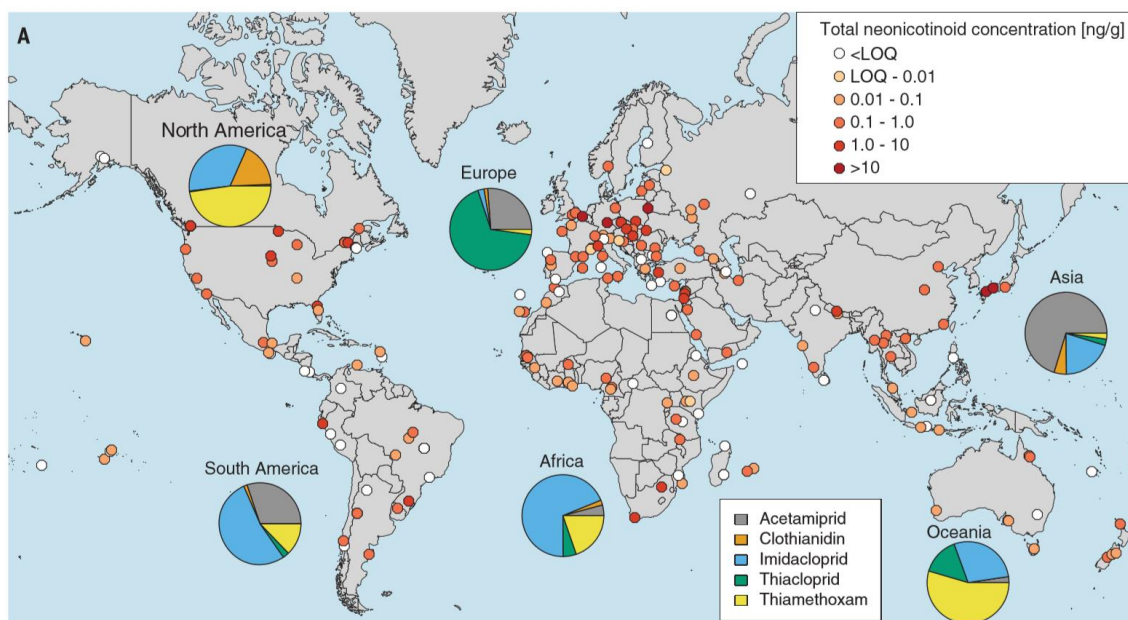 A
Total neonicotinoid concentration [ng/g]
<LOQ
LOQ - 0.01
0.01 - 0.1
0.1 - 1.0
1.0 - 10
>10
North America
Europe
Asia
South America
Africa
Oceania
Acetamiprid
Clothianidin
Imidacloprid
Thiacloprid
Thiamethoxam